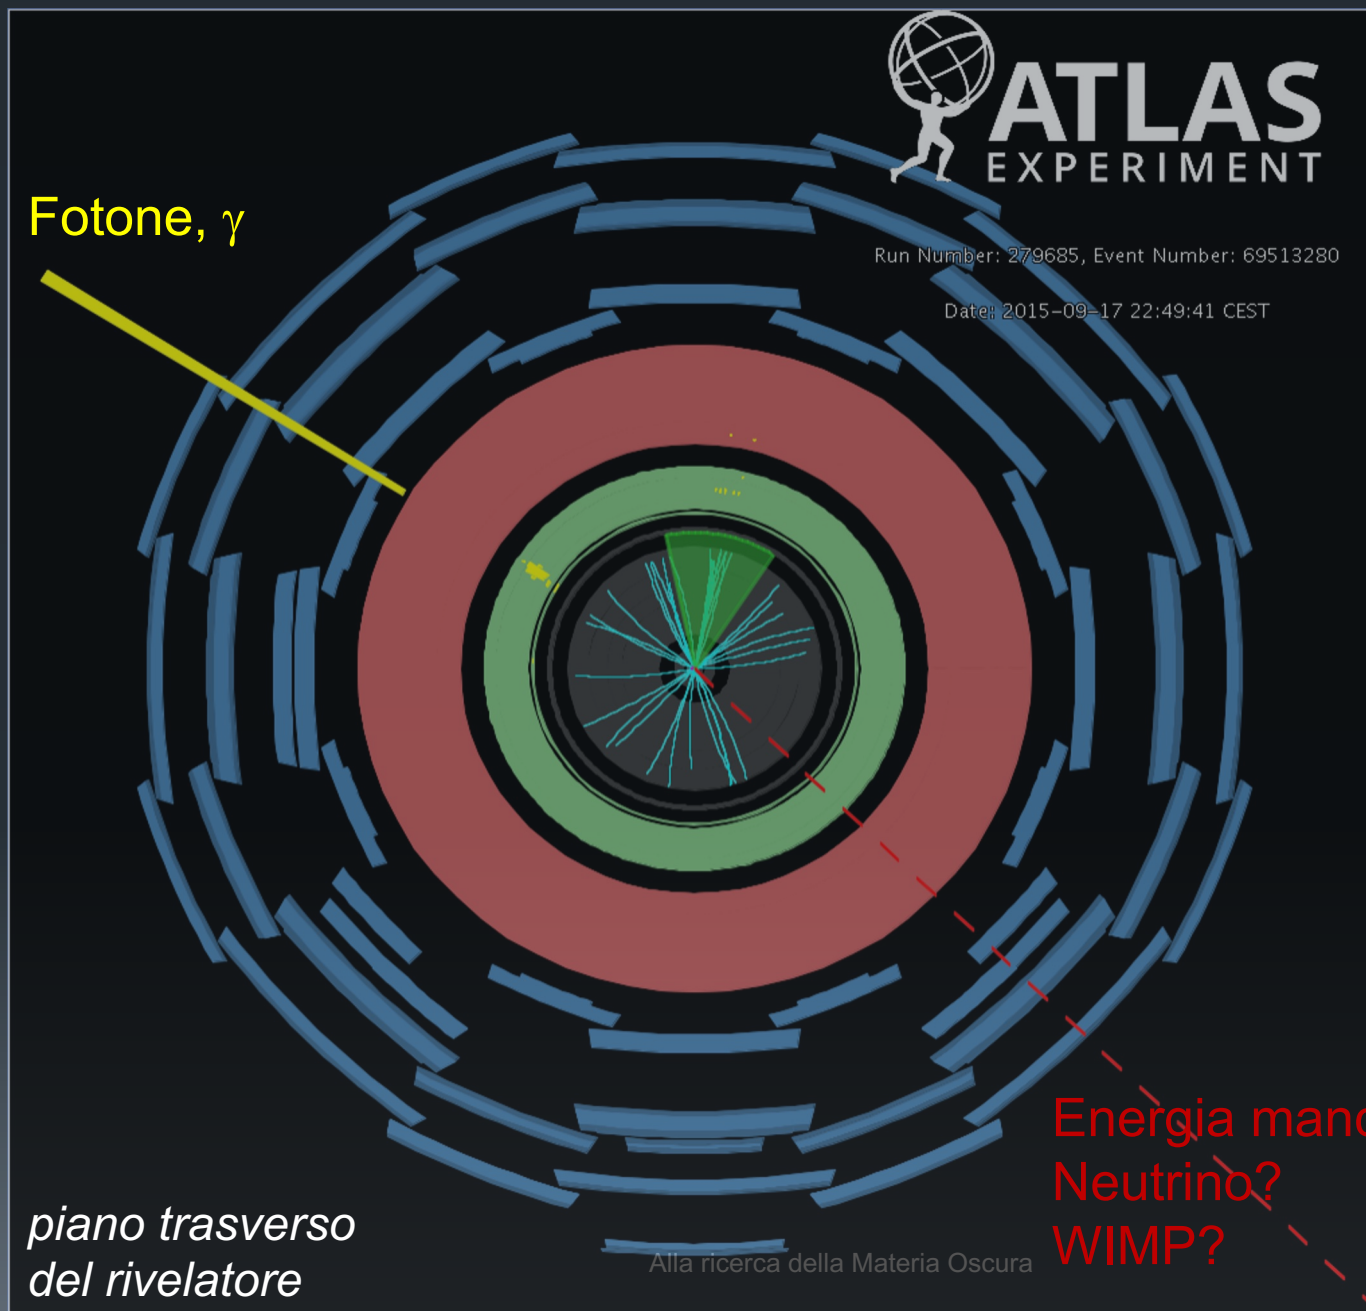 ATLAS
EXPERIMENT
Fotone, γ
Run Number: 279685, Event Number: 69513280
Date: 2015-09-17 22:49:41 CEST
Energia
Neutrino?
WIMP?
piano trasverso
del rivelatore
Alla ricerca della Materia Oscura